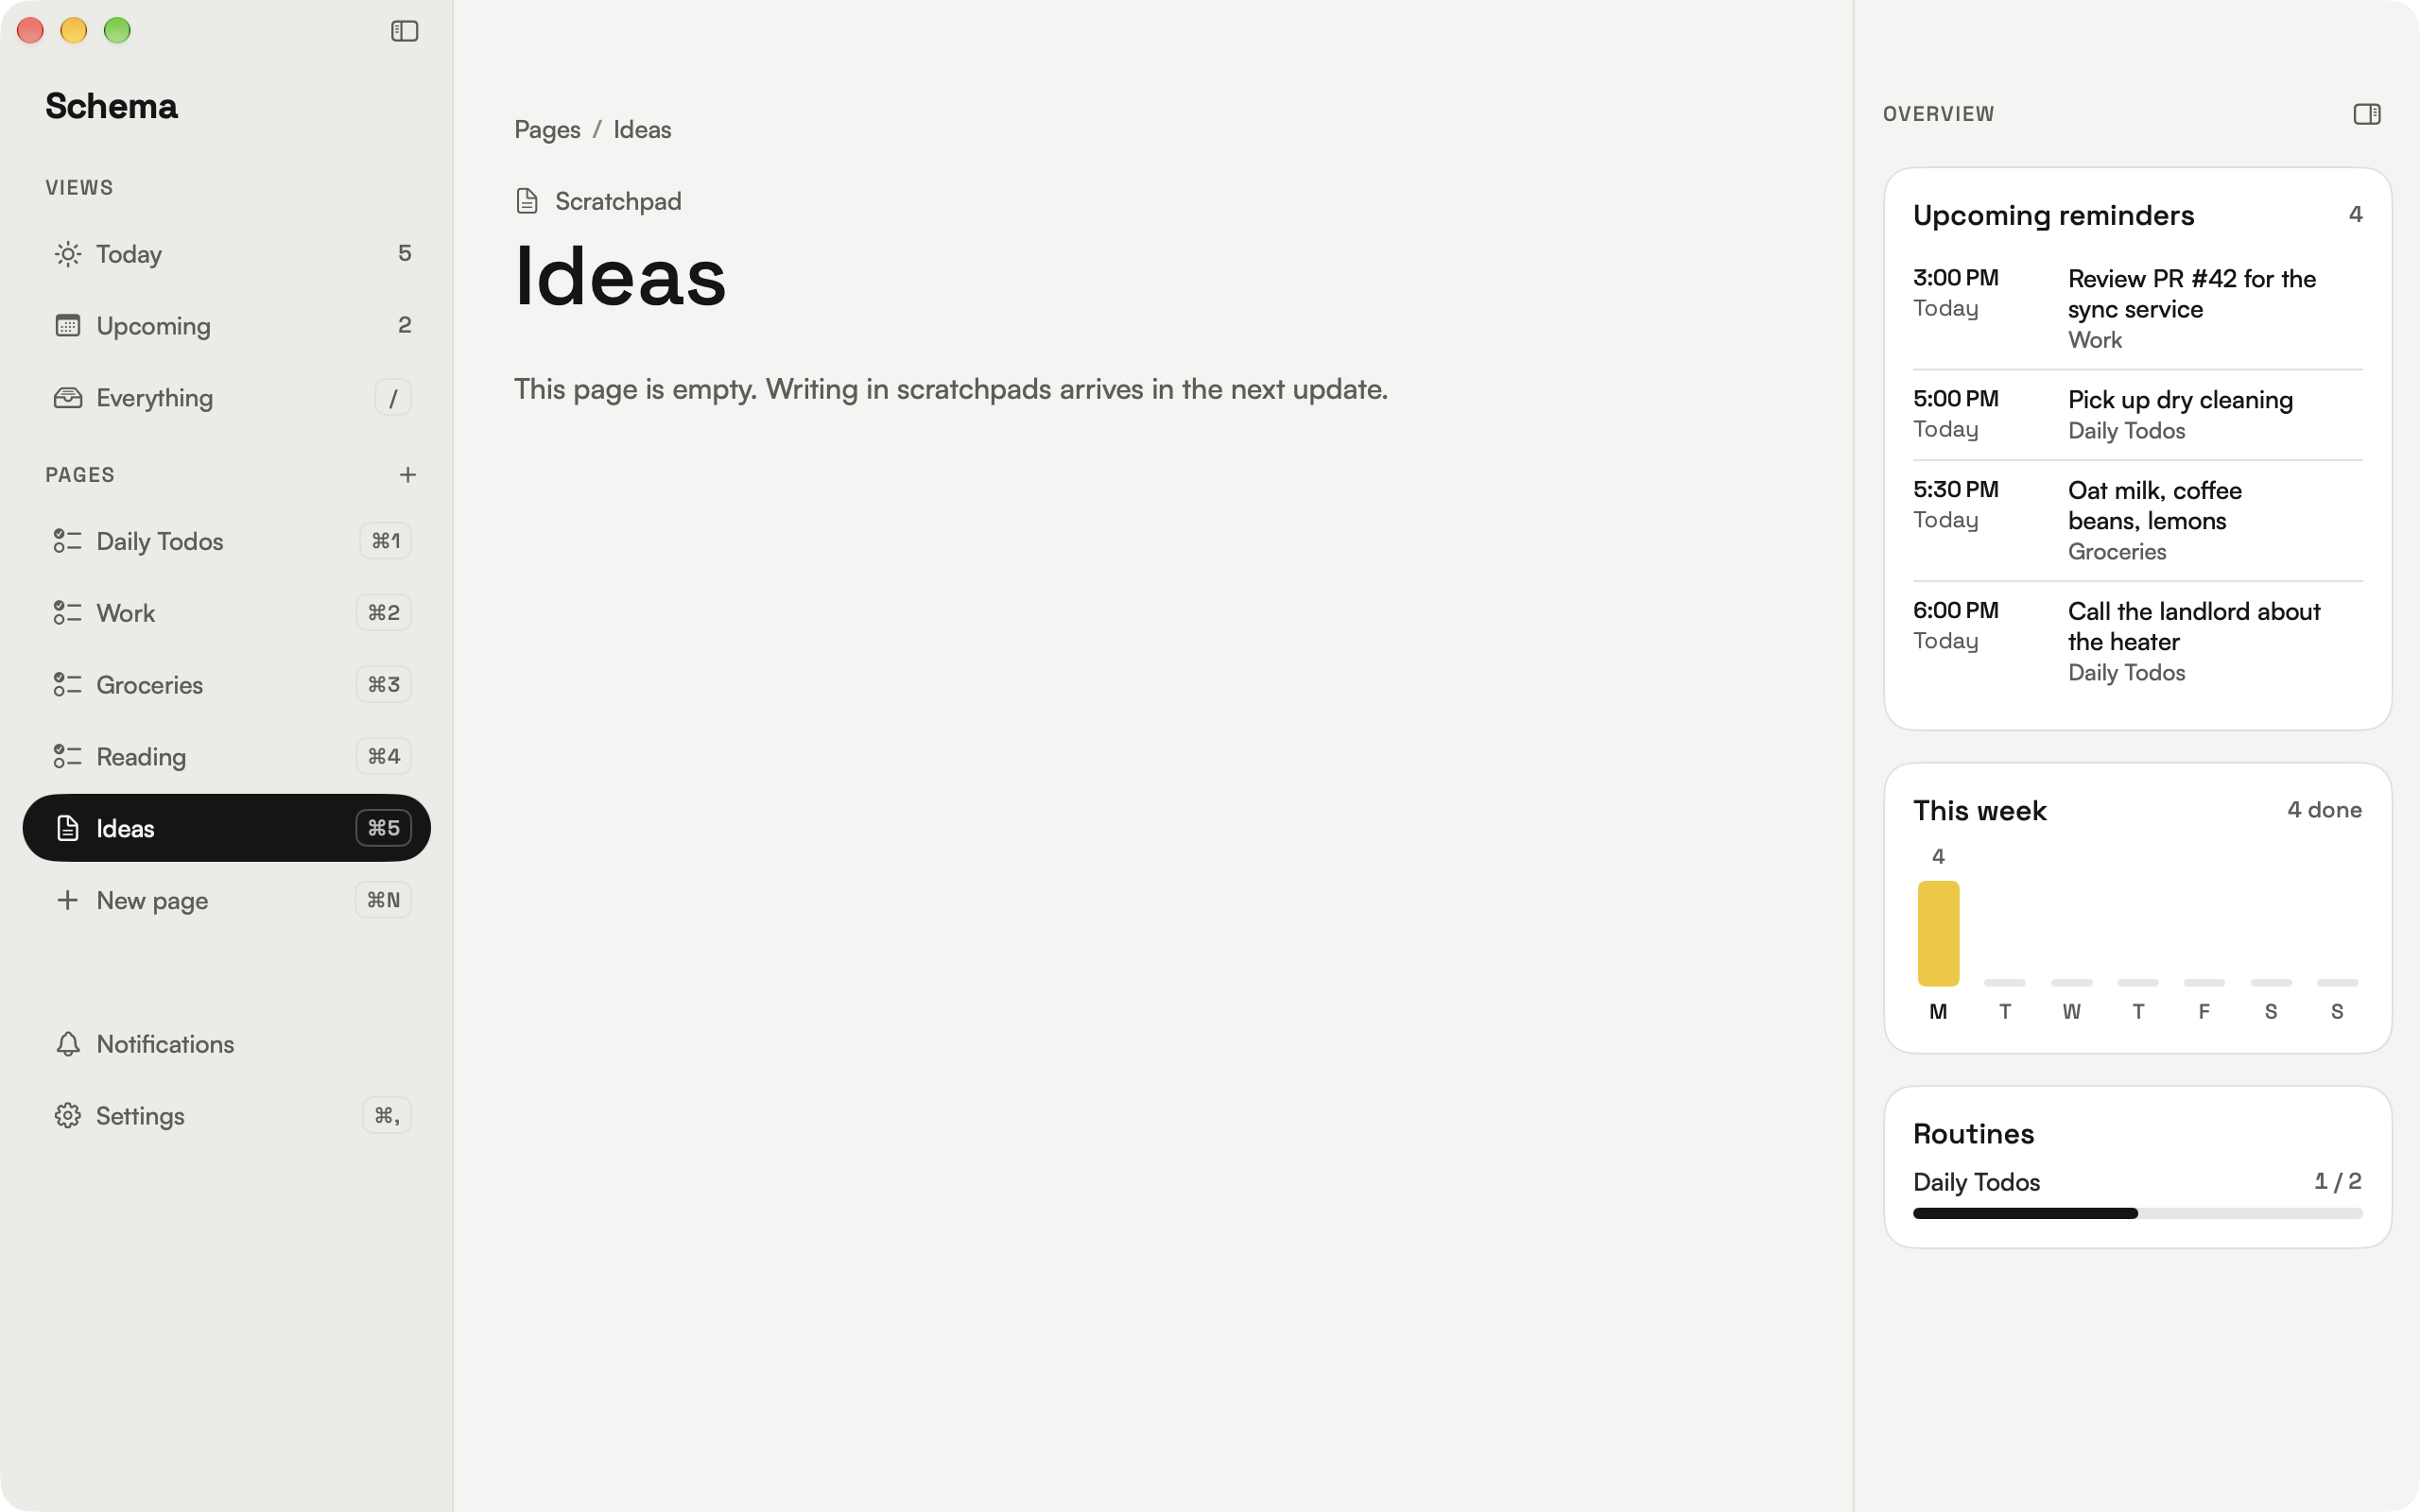 Schema
VIEWS
Today 5
Upcoming 2
Everything /
PAGES +
Daily Todos ⌘1
Work ⌘2
Groceries ⌘3
Reading ⌘4
Ideas ⌘5
New page ⌘N
Notifications
Settings ⌘,
Pages / Ideas
Scratchpad
Ideas
This page is empty. Writing in scratchpads arrives in the next update.
OVERVIEW
Upcoming reminders 4
3:00 PM Review PR #42 for the
Today sync service
Work
5:00 PM Pick up dry cleaning
Today Daily Todos
5:30 PM Oat milk, coffee
Today beans, lemons
Groceries
6:00 PM Call the landlord about
Today the heater
Daily Todos
This week 4 done
4
M T W T F S S
Routines
Daily Todos 1 / 2